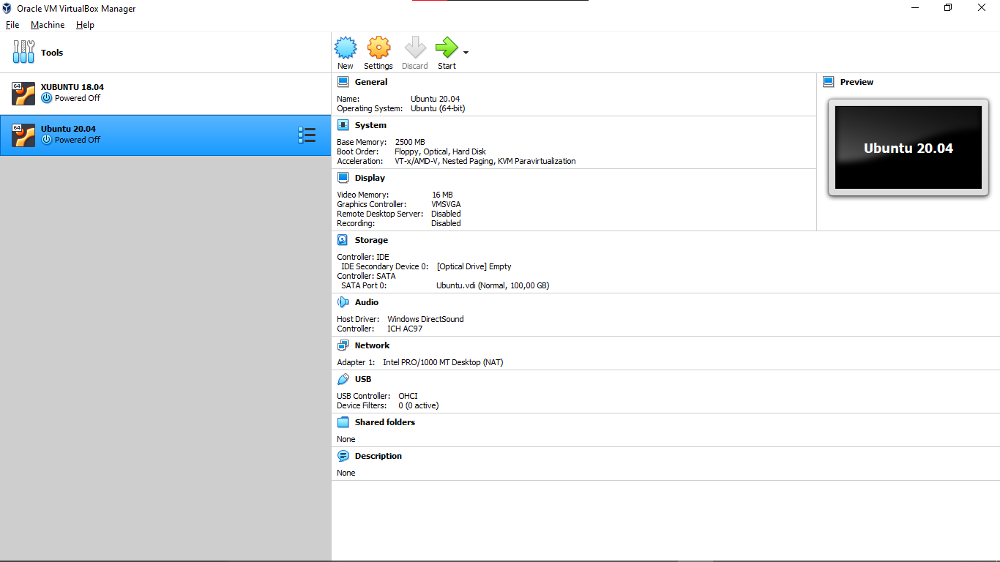 Oracle VM VirtualBox Manager
File Machine Help
Tools
New Settings Discard Start
64 XUBUNTU 18.04
Powered Off
64 Ubuntu 20.04
Powered Off
General
Name: Ubuntu 20.04
Operating System: Ubuntu (64-bit)
System
Base Memory: 2500 MB
Boot Order: Floppy, Optical, Hard Disk
Acceleration: VT-x/AMD-V, Nested Paging, KVM Paravirtualization
Display
Video Memory: 16 MB
Graphics Controller: VMSVGA
Remote Desktop Server: Disabled
Recording: Disabled
Preview
Ubuntu 20.04
Storage
Controller: IDE
IDE Secondary Device 0: [Optical Drive] Empty
Controller: SATA
SATA Port 0: Ubuntu.vdi (Normal, 100,00 GB)
Audio
Host Driver: Windows DirectSound
Controller: ICH AC97
Network
Adapter 1: Intel PRO/1000 MT Desktop (NAT)
USB
USB Controller: OHCI
Device Filters: 0 (0 active)
Shared folders
None
Description
None